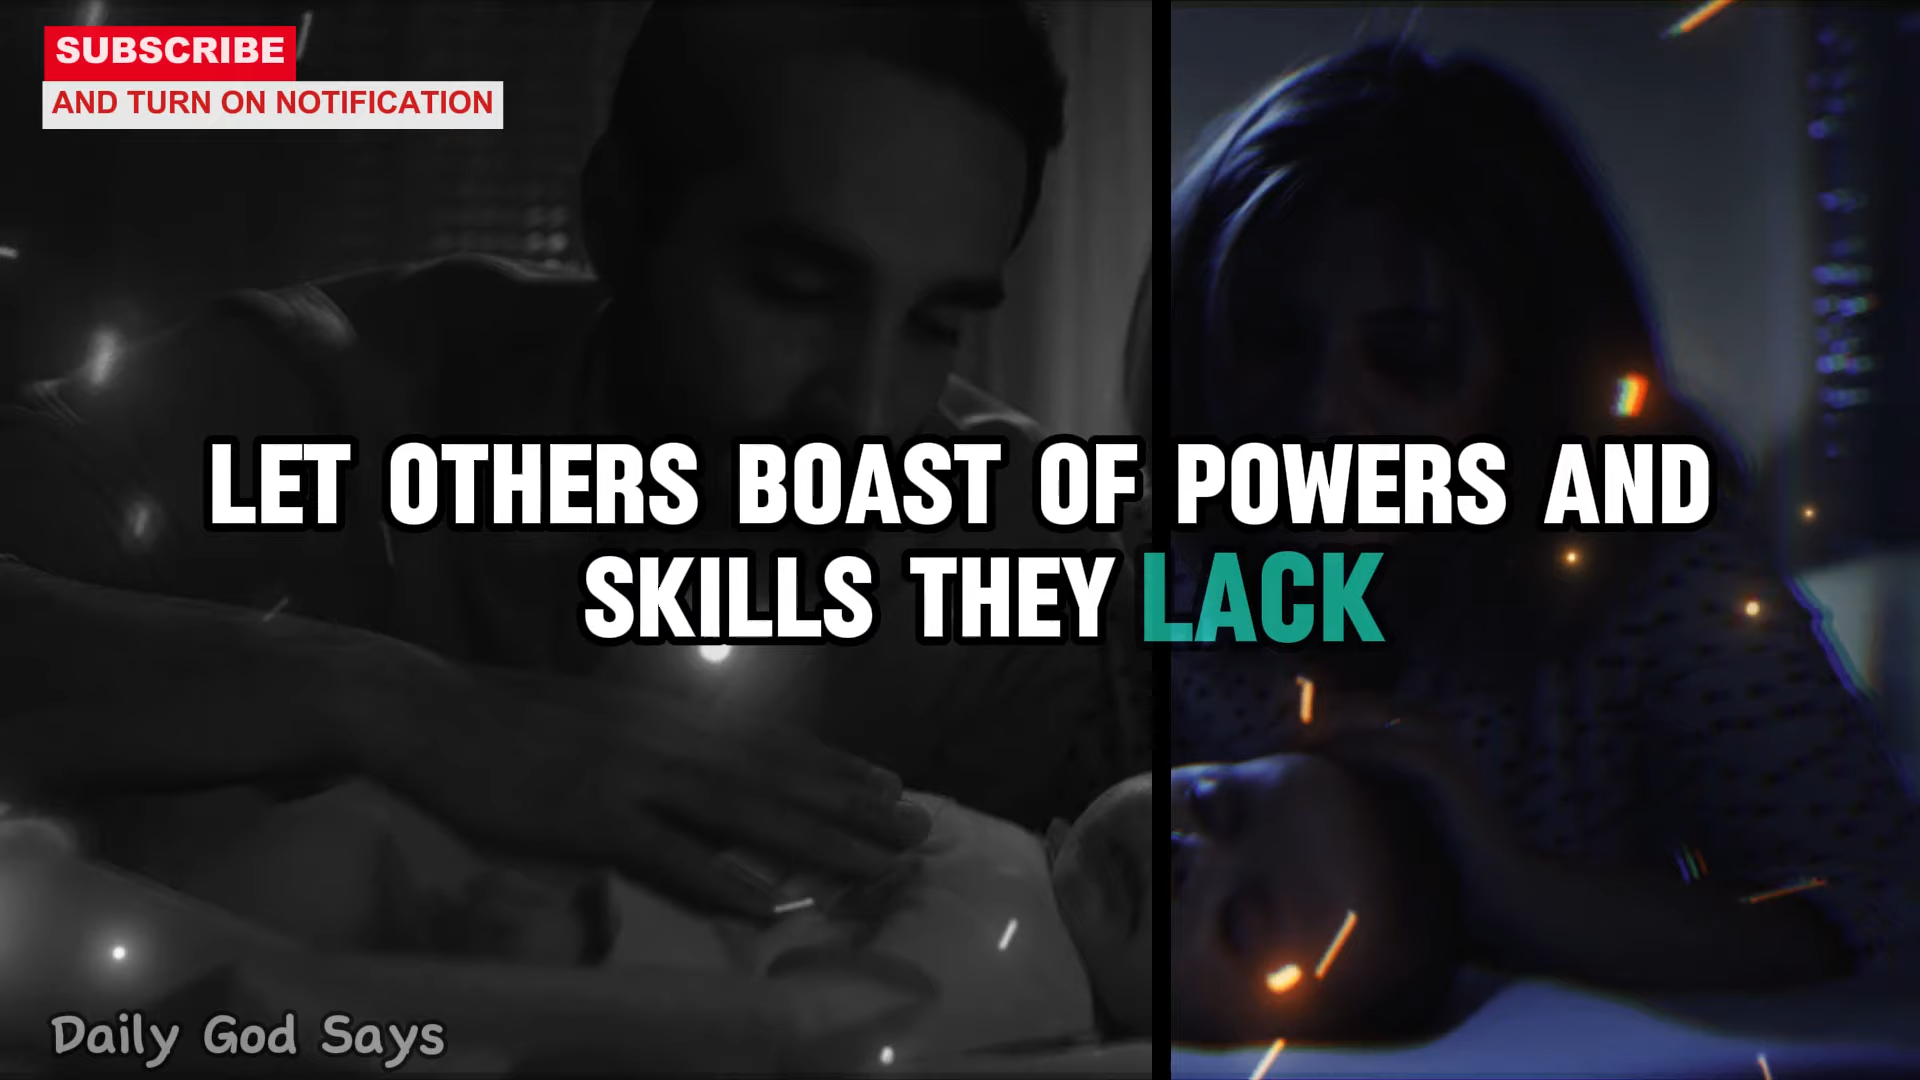 SUBSCRIBE
AND TURN ON NOTIFICATION
LET OTHERS BOAST OF POWERS AND
SKILLS THEY LACK
Daily God Says